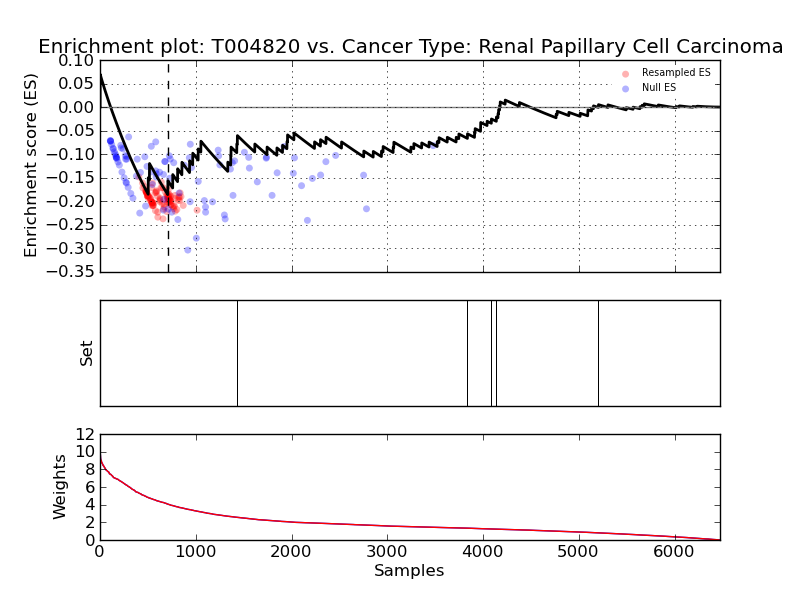 Enrichment plot: T004820 vs. Cancer Type: Renal Papillary Cell Carcinoma
Enrichment score (ES)
0.10
0.05
0.00
−0.05
−0.10
−0.15
−0.20
−0.25
−0.30
−0.35
Resampled ES
Null ES
Set
Weights
12
10
8
6
4
2
0
0 1000 2000 3000 4000 5000 6000
Samples